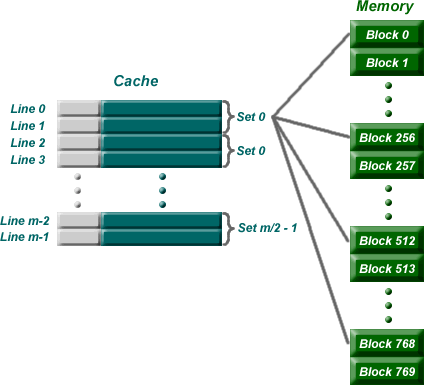 Memory
Block 0
Block 1
Cache
Line 0
Line 1
Set 0
Line 2
Line 3
Set 0
Block 256
Block 257
Line m-2
Line m-1
Set m/2 - 1
Block 512
Block 513
Block 768
Block 769